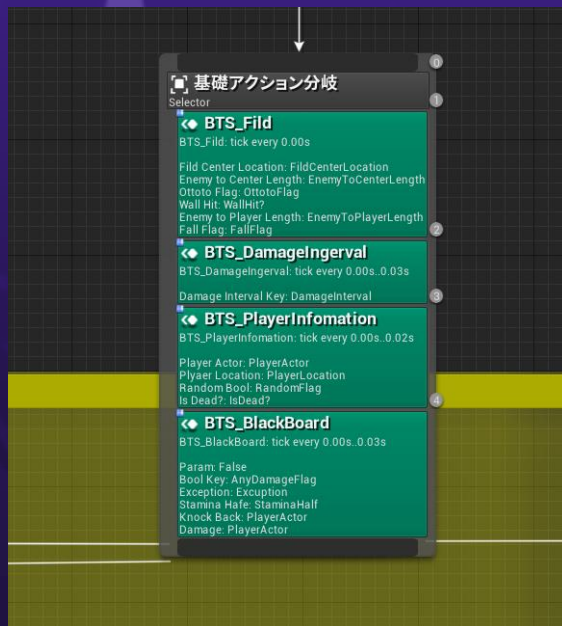 0
基礎アクション分岐
Selector
1
BTS_Fild
BTS_Fild: tick every 0.00s
Fild Center Location: FildCenterLocation
Enemy to Center Length: EnemyToCenterLength
Ottoto Flag: OttotoFlag
Wall Hit: WallHit?
Enemy to Player Length: EnemyToPlayerLength
Fall Flag: FallFlag
2
BTS_DamageIngerval
BTS_DamageIngerval: tick every 0.00s..0.03s
Damage Interval Key: DamageInterval
3
BTS_PlayerInfomation
BTS_PlayerInfomation: tick every 0.00s..0.02s
Player Actor: PlayerActor
Plyaer Location: PlayerLocation
Random Bool: RandomFlag
Is Dead?: IsDead?
4
BTS_BlackBoard
BTS_BlackBoard: tick every 0.00s..0.03s
Param: False
Bool Key: AnyDamageFlag
Exception: Excuption
Stamina Hafe: StaminaHalf
Knock Back: PlayerActor
Damage: PlayerActor